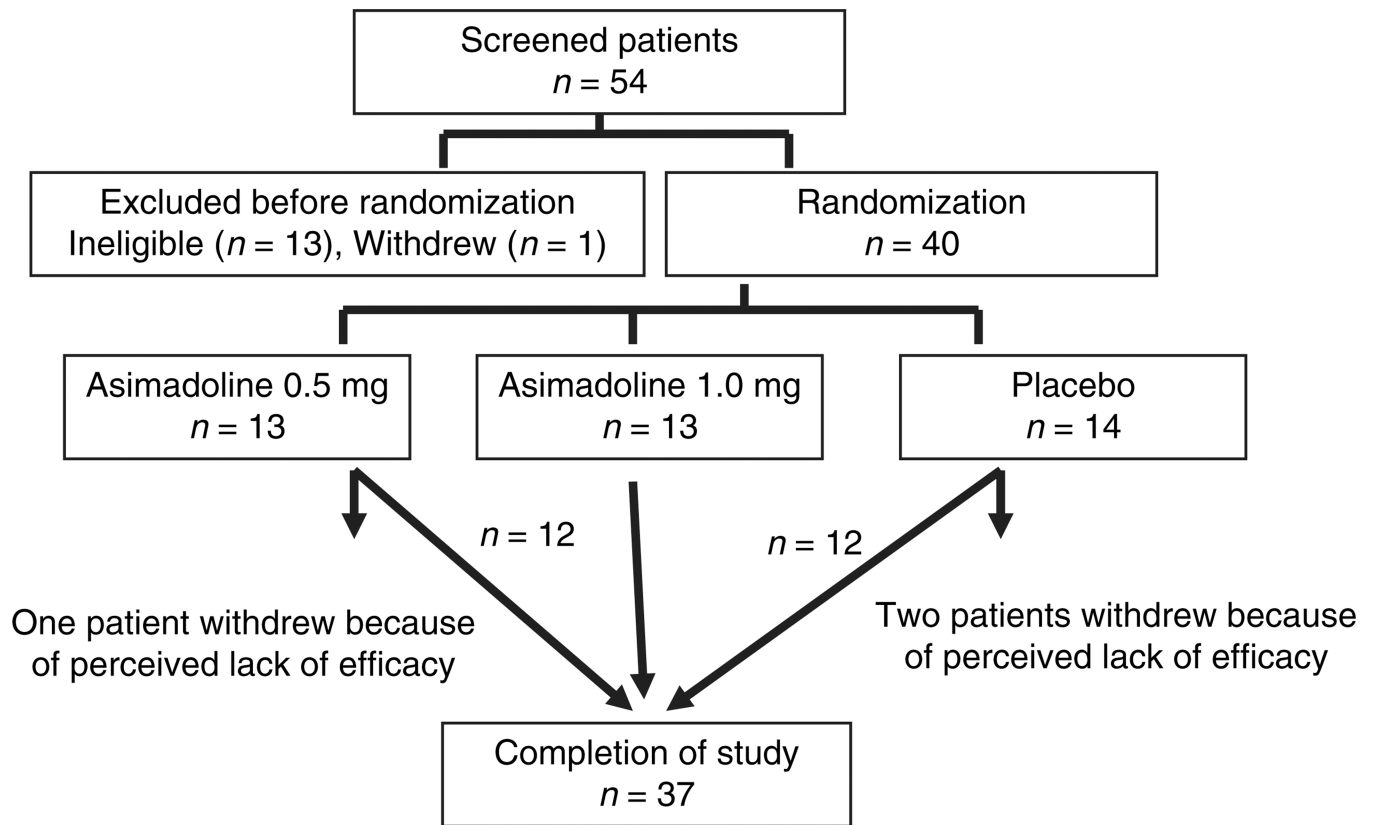 Screened patients
n = 54
Excluded before randomization
Ineligible (n = 13), Withdrew (n = 1)
Randomization
n = 40
Asimadoline 0.5 mg
n = 13
Asimadoline 1.0 mg
n = 13
Placebo
n = 14
n = 12
n = 12
One patient withdrew because
of perceived lack of efficacy
Two patients withdrew because
of perceived lack of efficacy
Completion of study
n = 37